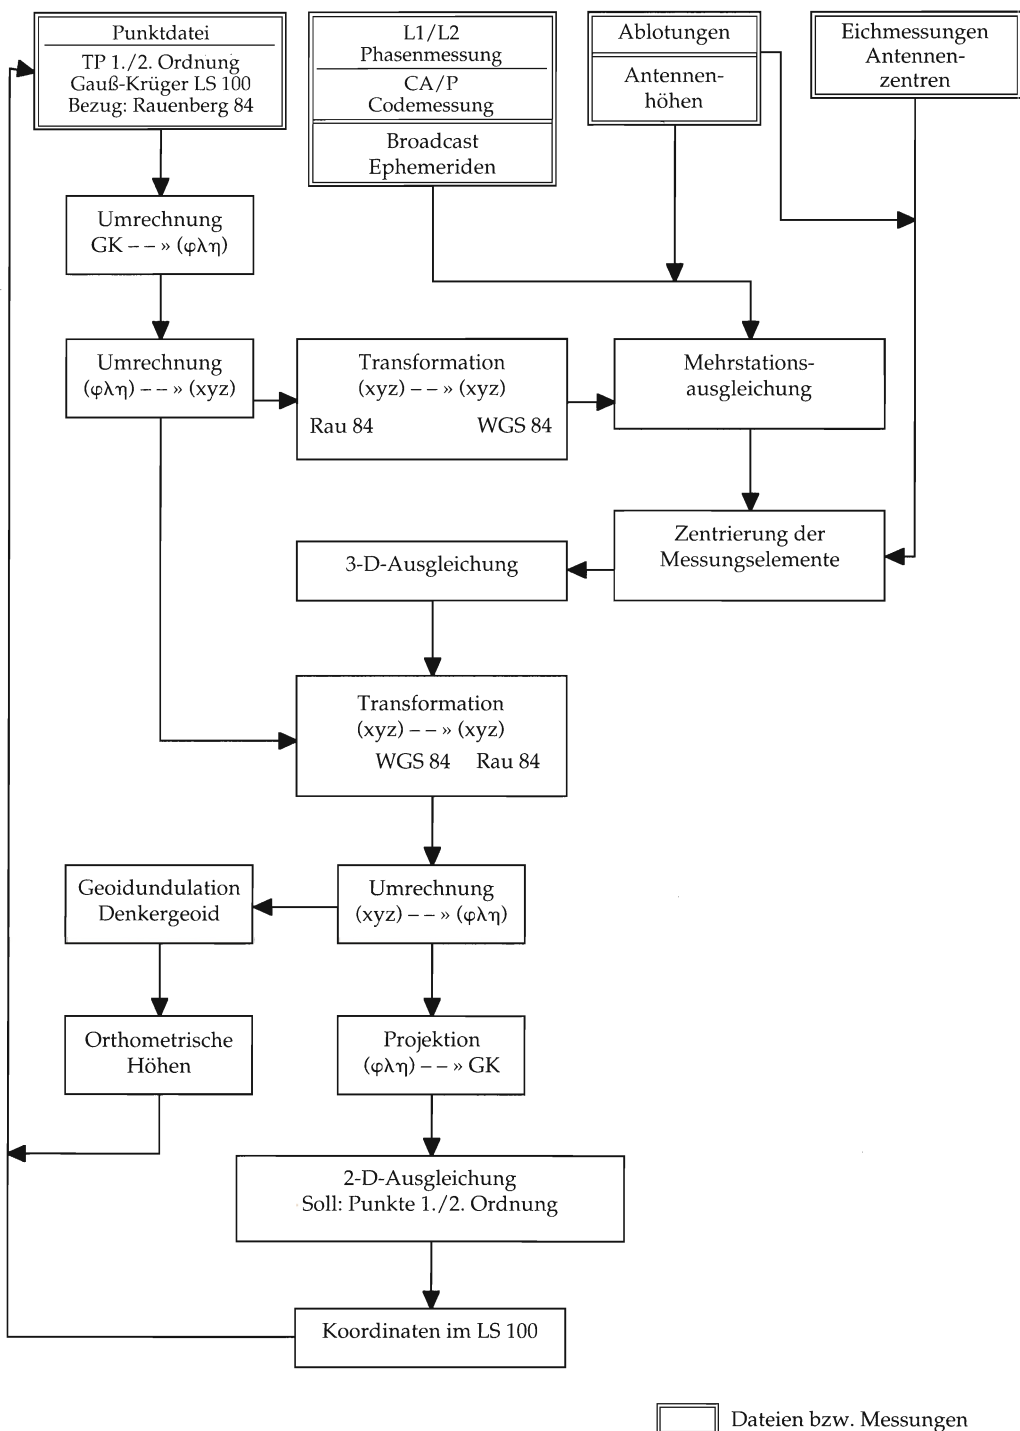 Punktdatei
TP 1./2. Ordnung
Gauß-Krüger LS 100
Bezug: Rauenberg 84
L1/L2
Phasenmessung
CA/P
Codemessung
Broadcast
Ephemeriden
Ablotungen
Antennen-
höhen
Eichmessungen
Antennen-
zentren
Umrechnung
GK – – » (φλη)
Umrechnung
(φλη) – – » (xyz)
Transformation
(xyz) – – » (xyz)
Rau 84 WGS 84
Mehrstations-
ausgleichung
Zentrierung der
Messungselemente
3-D-Ausgleichung
Transformation
(xyz) – – » (xyz)
WGS 84 Rau 84
Geoidundulation
Denkergeoid
Umrechnung
(xyz) – – » (φλη)
Orthometrische
Höhen
Projektion
(φλη) – – » GK
2-D-Ausgleichung
Soll: Punkte 1./2. Ordnung
Koordinaten im LS 100
Dateien bzw. Messungen